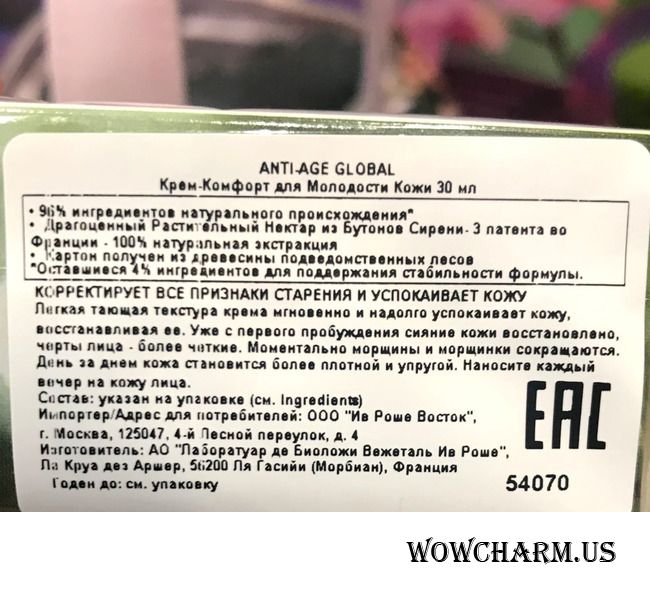 ANTI-AGE GLOBAL
Крем-Комфорт для Молодости Кожи 30 мл
• 96% ингредиентов натурального происхождения*
• Драгоценный Растительный Нектар из Бутонов Сирени- 3 патента во
Франции - 100% натуральная экстракция
• Картон получен из древесины подведомственных лесов
*Оставшиеся 4% ингредиентов для поддержания стабильности формулы.
КОРРЕКТИРУЕТ ВСЕ ПРИЗНАКИ СТАРЕНИЯ И УСПОКАИВАЕТ КОЖУ
Легкая тающая текстура крема мгновенно и надолго успокаивает кожу,
восстанавливая ее. Уже с первого пробуждения сияние кожи восстановлено,
черты лица - более четкие. Моментально морщины и морщинки сокращаются.
День за днем кожа становится более плотной и упругой. Наносите каждый
вечер на кожу лица.
Состав: указан на упаковке (см. Ingredients)
Импортер/Адрес для потребителей: ООО "Ив Роше Восток",
г. Москва, 125047, 4-й Лесной переулок, д. 4
Изготовитель: АО "Лаборатуар де Биоложи Вежеталь Ив Роше",
Ла Круа дез Аршер, 56200 Ля Гасийи (Морбиан), Франция
Годен до: см. упаковку
EAC
54070
WOWCHARM.US